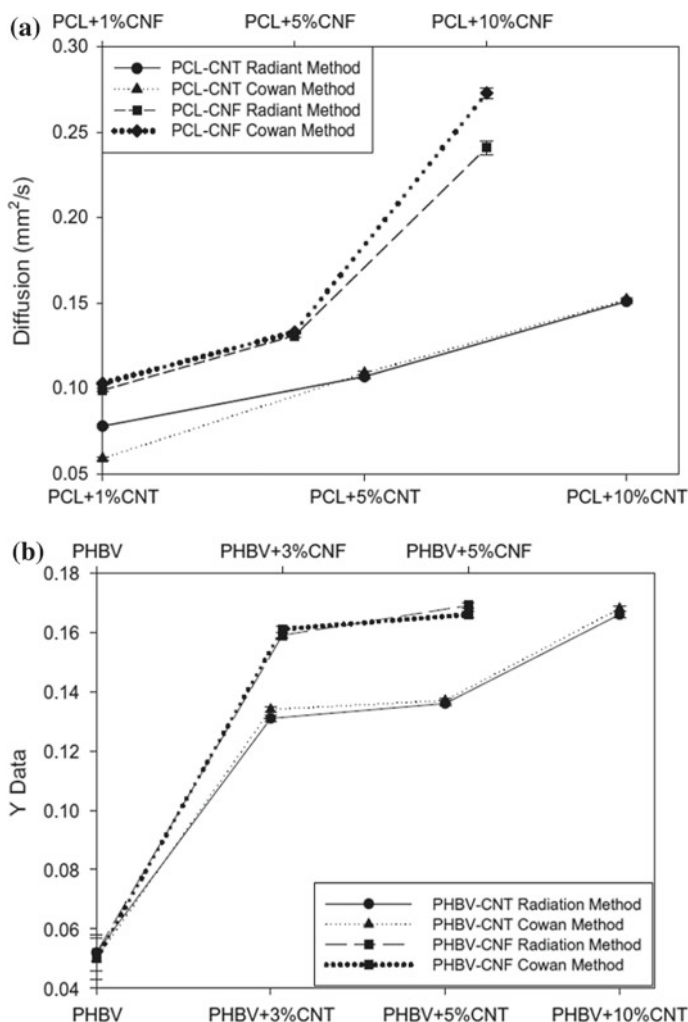 (a)
PCL+1%CNF PCL+5%CNF PCL+10%CNF
0.30
0.25
0.20
0.15
0.10
0.05
Diffusion (mm²/s)
PCL-CNT Radiant Method
PCL-CNT Cowan Method
PCL-CNF Radiant Method
PCL-CNF Cowan Method
PCL+1%CNT PCL+5%CNT PCL+10%CNT
(b)
PHBV PHBV+3%CNF PHBV+5%CNF
0.18
0.16
0.14
0.12
0.10
0.08
0.06
0.04
Y Data
PHBV-CNT Radiation Method
PHBV-CNT Cowan Method
PHBV-CNF Radiation Method
PHBV-CNF Cowan Method
PHBV PHBV+3%CNT PHBV+5%CNT PHBV+10%CNT